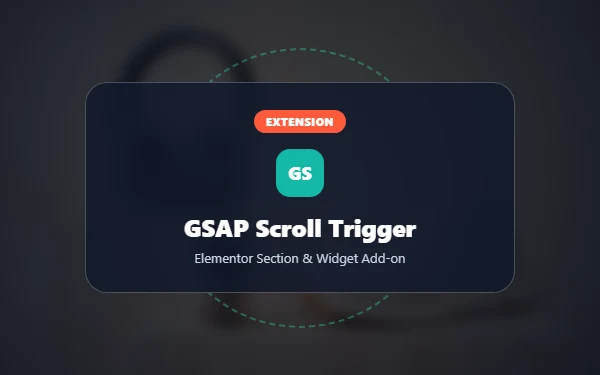 EXTENSION
GS
GSAP Scroll Trigger
Elementor Section & Widget Add-on